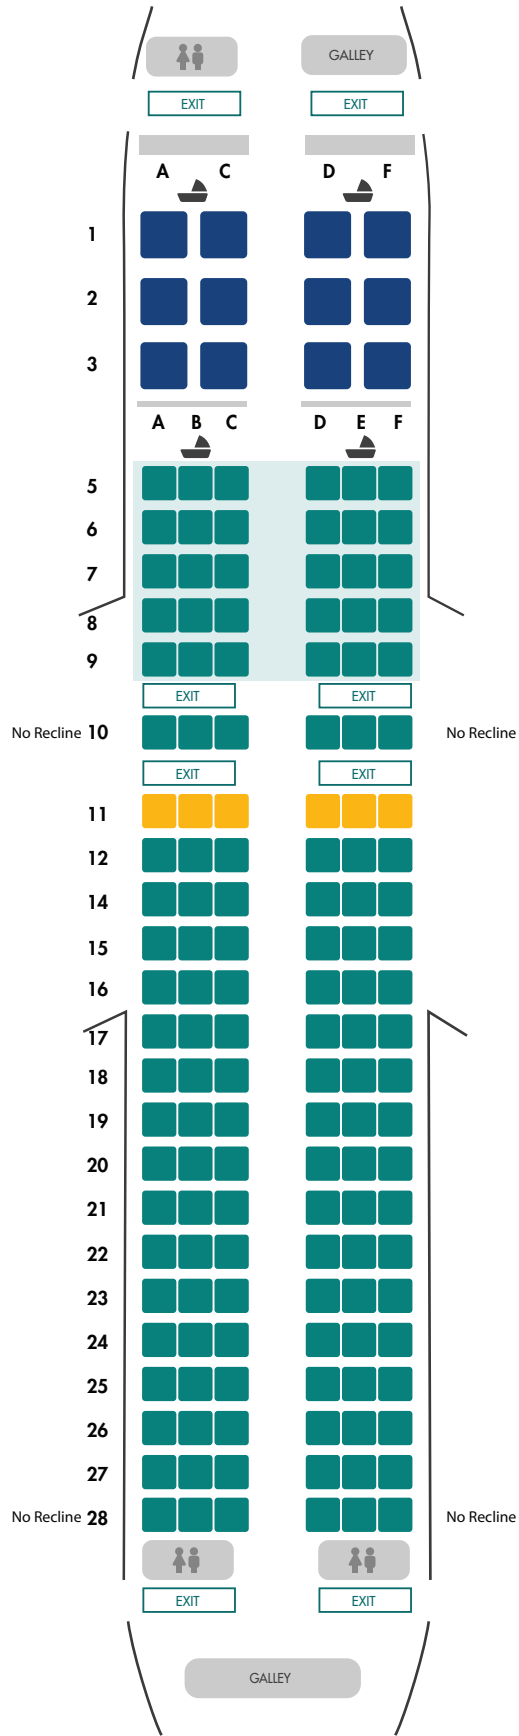 GALLEY
EXIT EXIT
A C D F
1
2
3
A B C D E F
5
6
7
8
9
EXIT EXIT
No Recline 10 No Recline
EXIT EXIT
11
12
14
15
16
17
18
19
20
21
22
23
24
25
26
27
No Recline 28 No Recline
EXIT EXIT
GALLEY